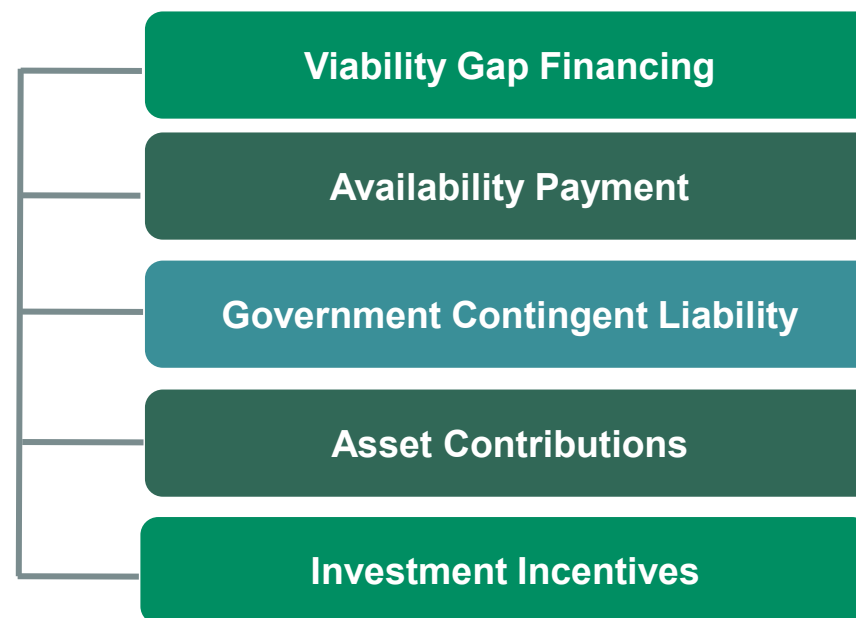 Viability Gap Financing
Availability Payment
Government Contingent Liability
Asset Contributions
Investment Incentives